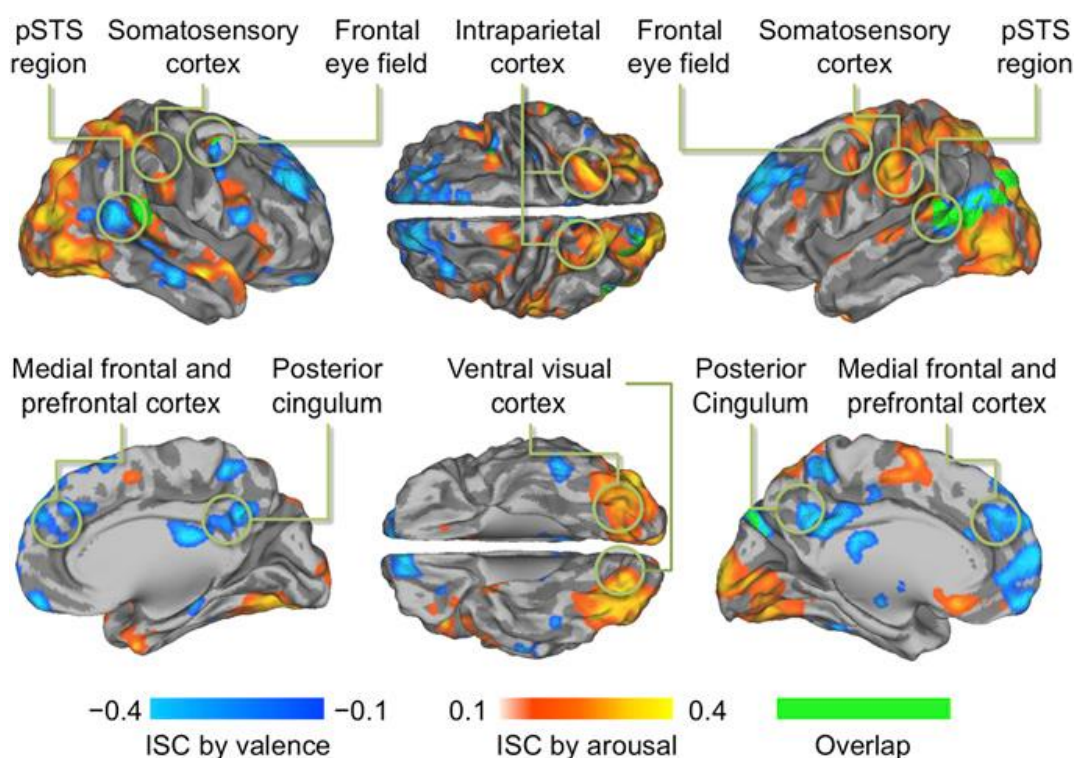 pSTS region
Somatosensory cortex
Frontal eye field
Intraparietal cortex
Frontal eye field
Somatosensory cortex
pSTS region
Medial frontal and prefrontal cortex
Posterior cingulum
Ventral visual cortex
Posterior Cingulum
Medial frontal and prefrontal cortex
−0.4 −0.1
ISC by valence
0.1 0.4
ISC by arousal
Overlap